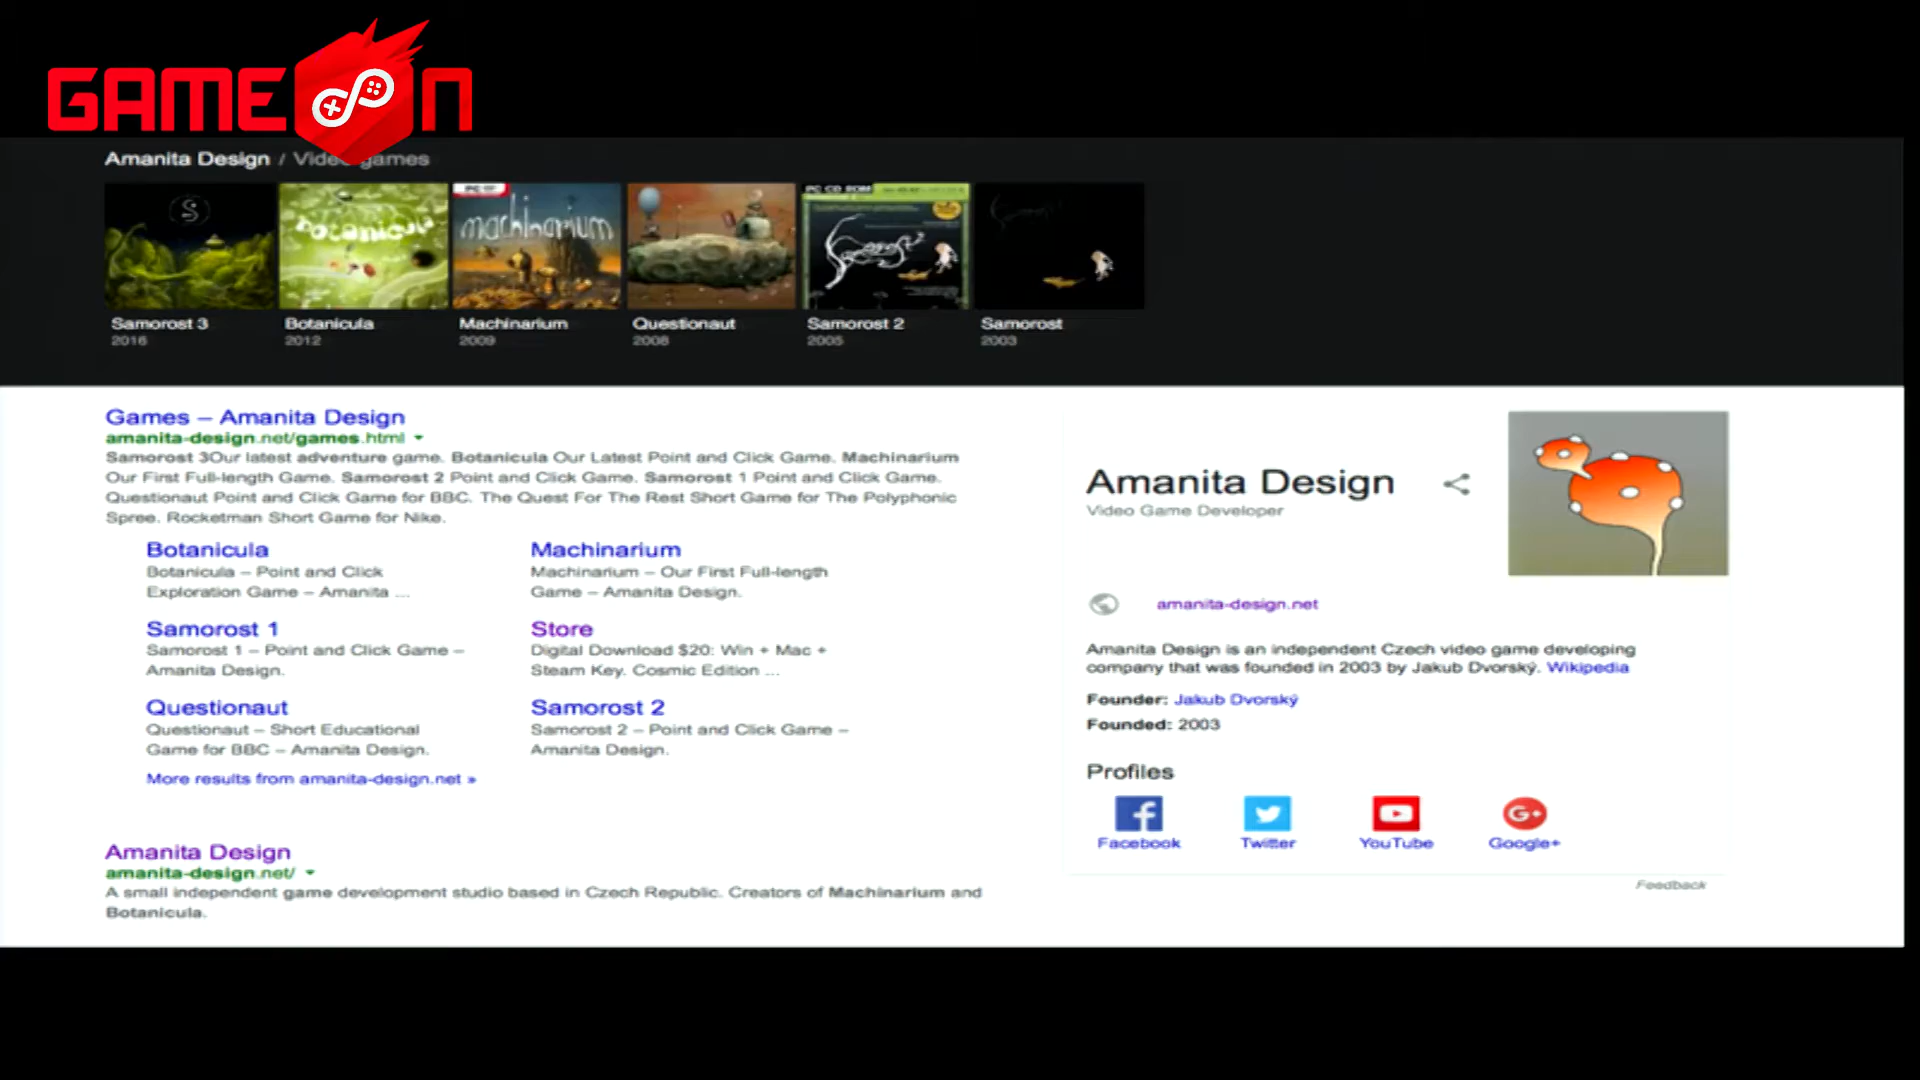 GAME ON
Amanita Design / Video games
botanicula
machinarium
PC CD ROM
Samorost 3
2016
Botanicula
2012
Machinarium
2009
Questionaut
2008
Samorost 2
2005
Samorost
2003
Games – Amanita Design
amanita-design.net/games.html
Samorost 3Our latest adventure game. Botanicula Our Latest Point and Click Game. Machinarium
Our First Full-length Game. Samorost 2 Point and Click Game. Samorost 1 Point and Click Game.
Questionaut Point and Click Game for BBC. The Quest For The Rest Short Game for The Polyphonic
Spree. Rocketman Short Game for Nike.
Botanicula
Botanicula – Point and Click
Exploration Game – Amanita ...
Machinarium
Machinarium – Our First Full-length
Game – Amanita Design.
Samorost 1
Samorost 1 – Point and Click Game –
Amanita Design.
Store
Digital Download $20: Win + Mac +
Steam Key. Cosmic Edition ...
Questionaut
Questionaut – Short Educational
Game for BBC – Amanita Design.
Samorost 2
Samorost 2 – Point and Click Game –
Amanita Design.
More results from amanita-design.net »
Amanita Design
amanita-design.net/
A small independent game development studio based in Czech Republic. Creators of Machinarium and
Botanicula.
Amanita Design
Video Game Developer
amanita-design.net
Amanita Design is an independent Czech video game developing
company that was founded in 2003 by Jakub Dvorský. Wikipedia
Founder: Jakub Dvorský
Founded: 2003
Profiles
Facebook
Twitter
YouTube
Google+
Feedback